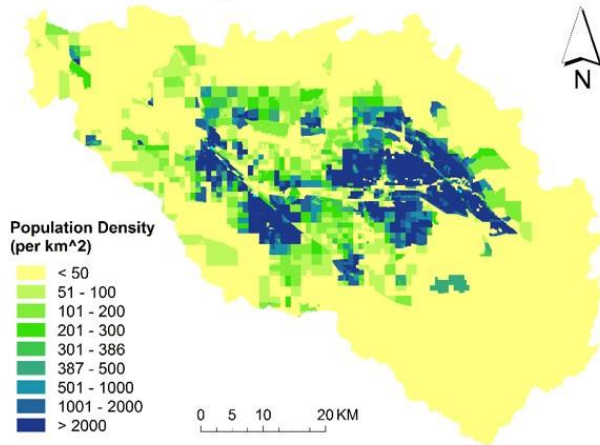 N
Population Density
(per km^2)
< 50
51 - 100
101 - 200
201 - 300
301 - 386
387 - 500
501 - 1000
1001 - 2000
> 2000
0 5 10 20 KM